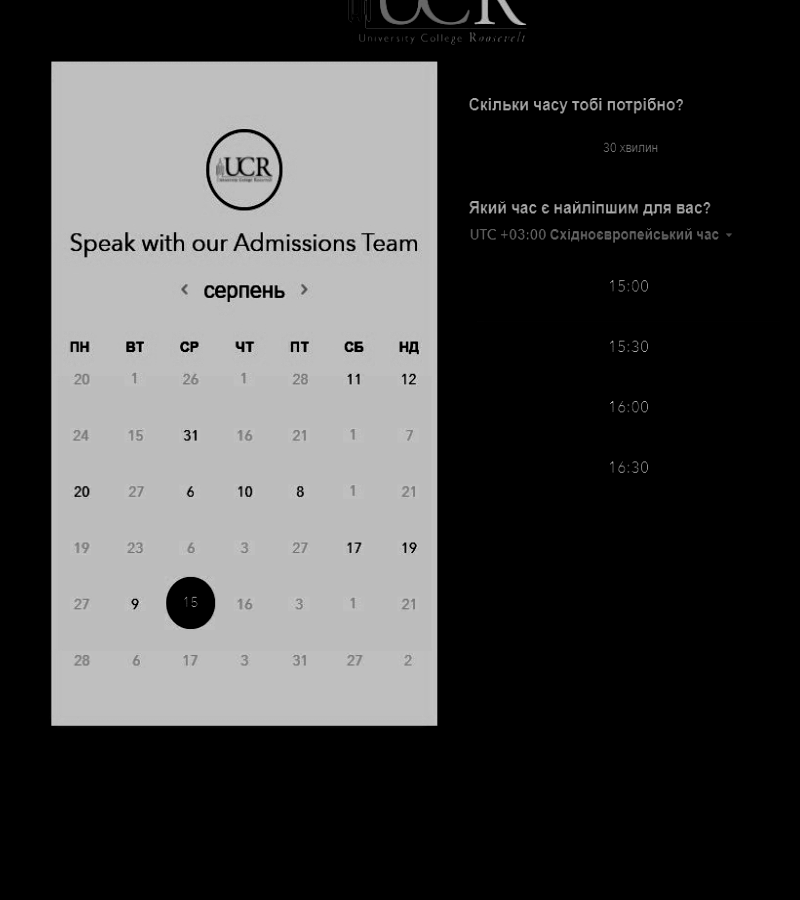 UCR
University College Roosevelt
UCR
University College Roosevelt
Speak with our Admissions Team
серпень
ПН ВТ СР ЧТ ПТ СБ НД
20 1 26 1 28 11 12
24 15 31 16 21 1 7
20 27 6 10 8 1 21
19 23 6 3 27 17 19
27 9 15 16 3 1 21
28 6 17 3 31 27 2
Скільки часу тобі потрібно?
30 хвилин
Який час є найліпшим для вас?
UTC +03:00 Східноєвропейський час
15:00
15:30
16:00
16:30